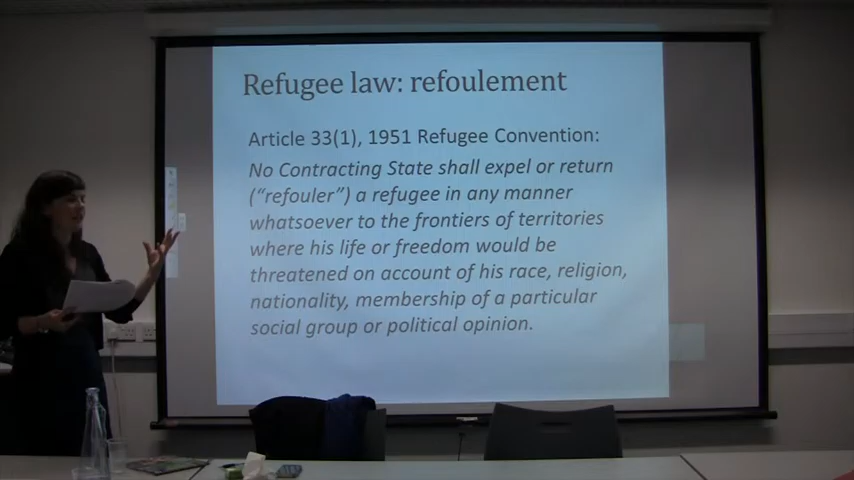 Refugee law: refoulement
Article 33(1), 1951 Refugee Convention:
No Contracting State shall expel or return
(“refouler”) a refugee in any manner
whatsoever to the frontiers of territories
where his life or freedom would be
threatened on account of his race, religion,
nationality, membership of a particular
social group or political opinion.